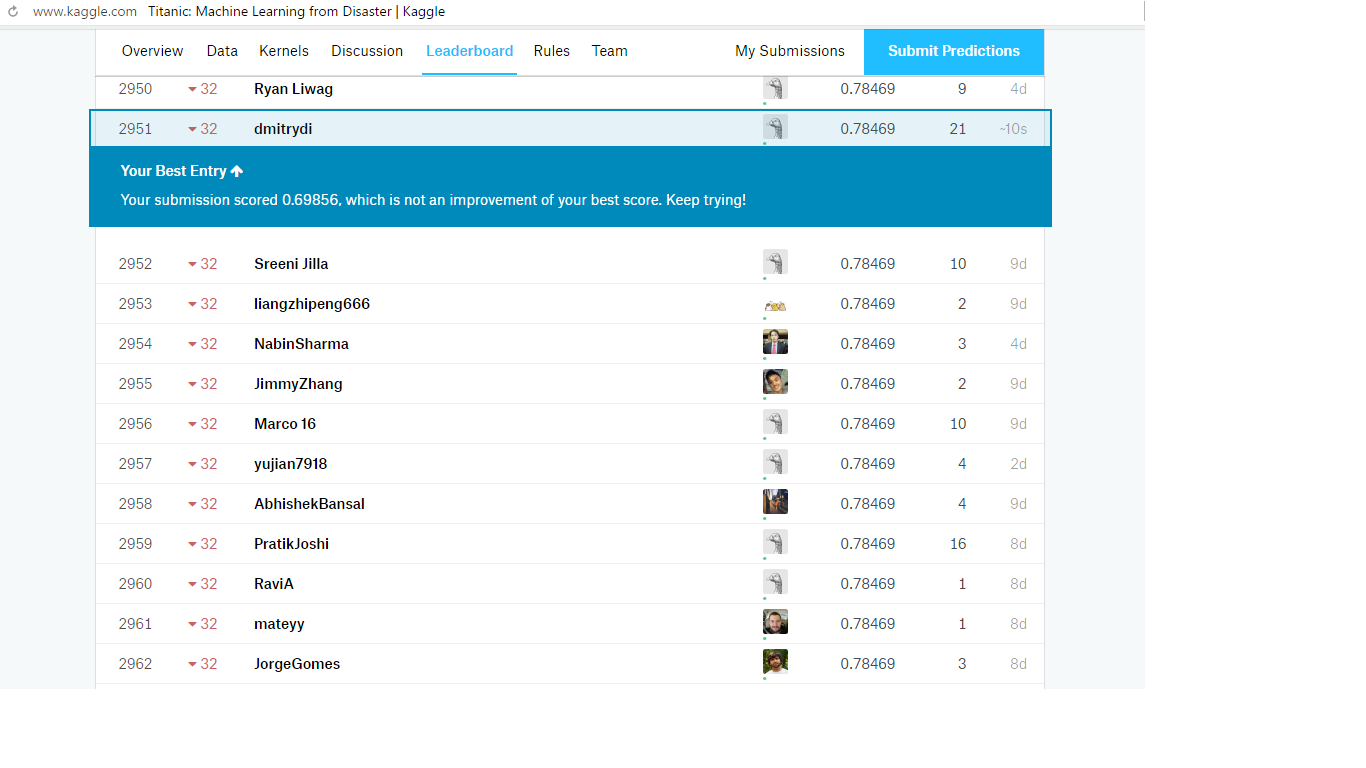 www.kaggle.com Titanic: Machine Learning from Disaster | Kaggle
Overview Data Kernels Discussion Leaderboard Rules Team My Submissions Submit Predictions
2950 32 Ryan Liwag 0.78469 9 4d
2951 32 dmitrydi 0.78469 21 ~10s
Your Best Entry
Your submission scored 0.69856, which is not an improvement of your best score. Keep trying!
2952 32 Sreeni Jilla 0.78469 10 9d
2953 32 liangzhipeng666 0.78469 2 9d
2954 32 NabinSharma 0.78469 3 4d
2955 32 JimmyZhang 0.78469 2 9d
2956 32 Marco 16 0.78469 10 9d
2957 32 yujian7918 0.78469 4 2d
2958 32 AbhishekBansal 0.78469 4 9d
2959 32 PratikJoshi 0.78469 16 8d
2960 32 RaviA 0.78469 1 8d
2961 32 mateyy 0.78469 1 8d
2962 32 JorgeGomes 0.78469 3 8d